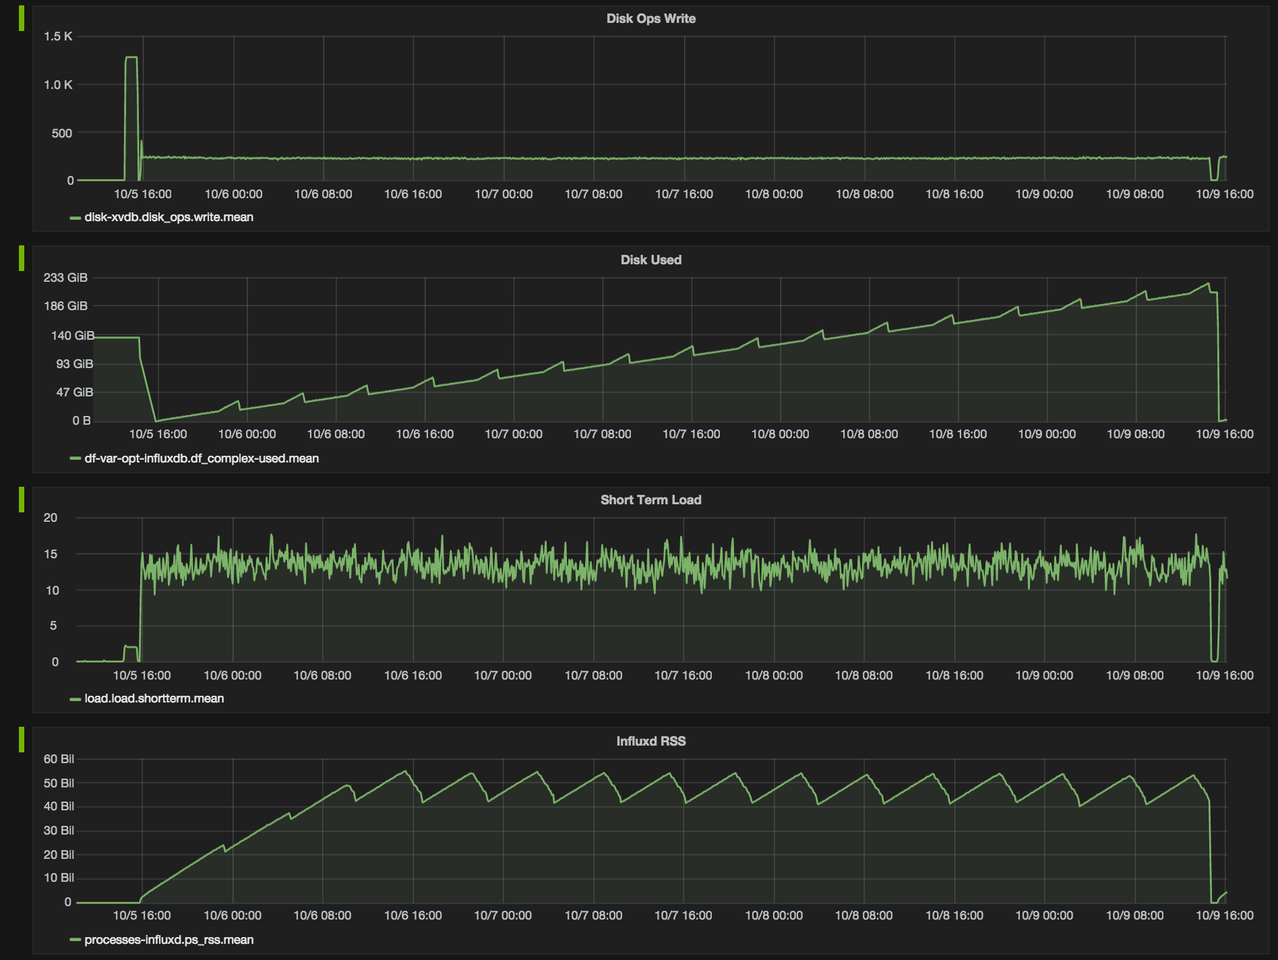 Disk Ops Write
1.5 K
1.0 K
500
0
10/5 16:00 10/6 00:00 10/6 08:00 10/6 16:00 10/7 00:00 10/7 08:00 10/7 16:00 10/8 00:00 10/8 08:00 10/8 16:00 10/9 00:00 10/9 08:00 10/9 16:00
disk-xvdb.disk_ops.write.mean
Disk Used
233 GiB
186 GiB
140 GiB
93 GiB
47 GiB
0 B
10/5 16:00 10/6 00:00 10/6 08:00 10/6 16:00 10/7 00:00 10/7 08:00 10/7 16:00 10/8 00:00 10/8 08:00 10/8 16:00 10/9 00:00 10/9 08:00 10/9 16:00
df-var-opt-influxdb.df_complex-used.mean
Short Term Load
20
15
10
5
0
10/5 16:00 10/6 00:00 10/6 08:00 10/6 16:00 10/7 00:00 10/7 08:00 10/7 16:00 10/8 00:00 10/8 08:00 10/8 16:00 10/9 00:00 10/9 08:00 10/9 16:00
load.load.shortterm.mean
Influxd RSS
60 Bil
50 Bil
40 Bil
30 Bil
20 Bil
10 Bil
0
10/5 16:00 10/6 00:00 10/6 08:00 10/6 16:00 10/7 00:00 10/7 08:00 10/7 16:00 10/8 00:00 10/8 08:00 10/8 16:00 10/9 00:00 10/9 08:00 10/9 16:00
processes-influxd.ps_rss.mean